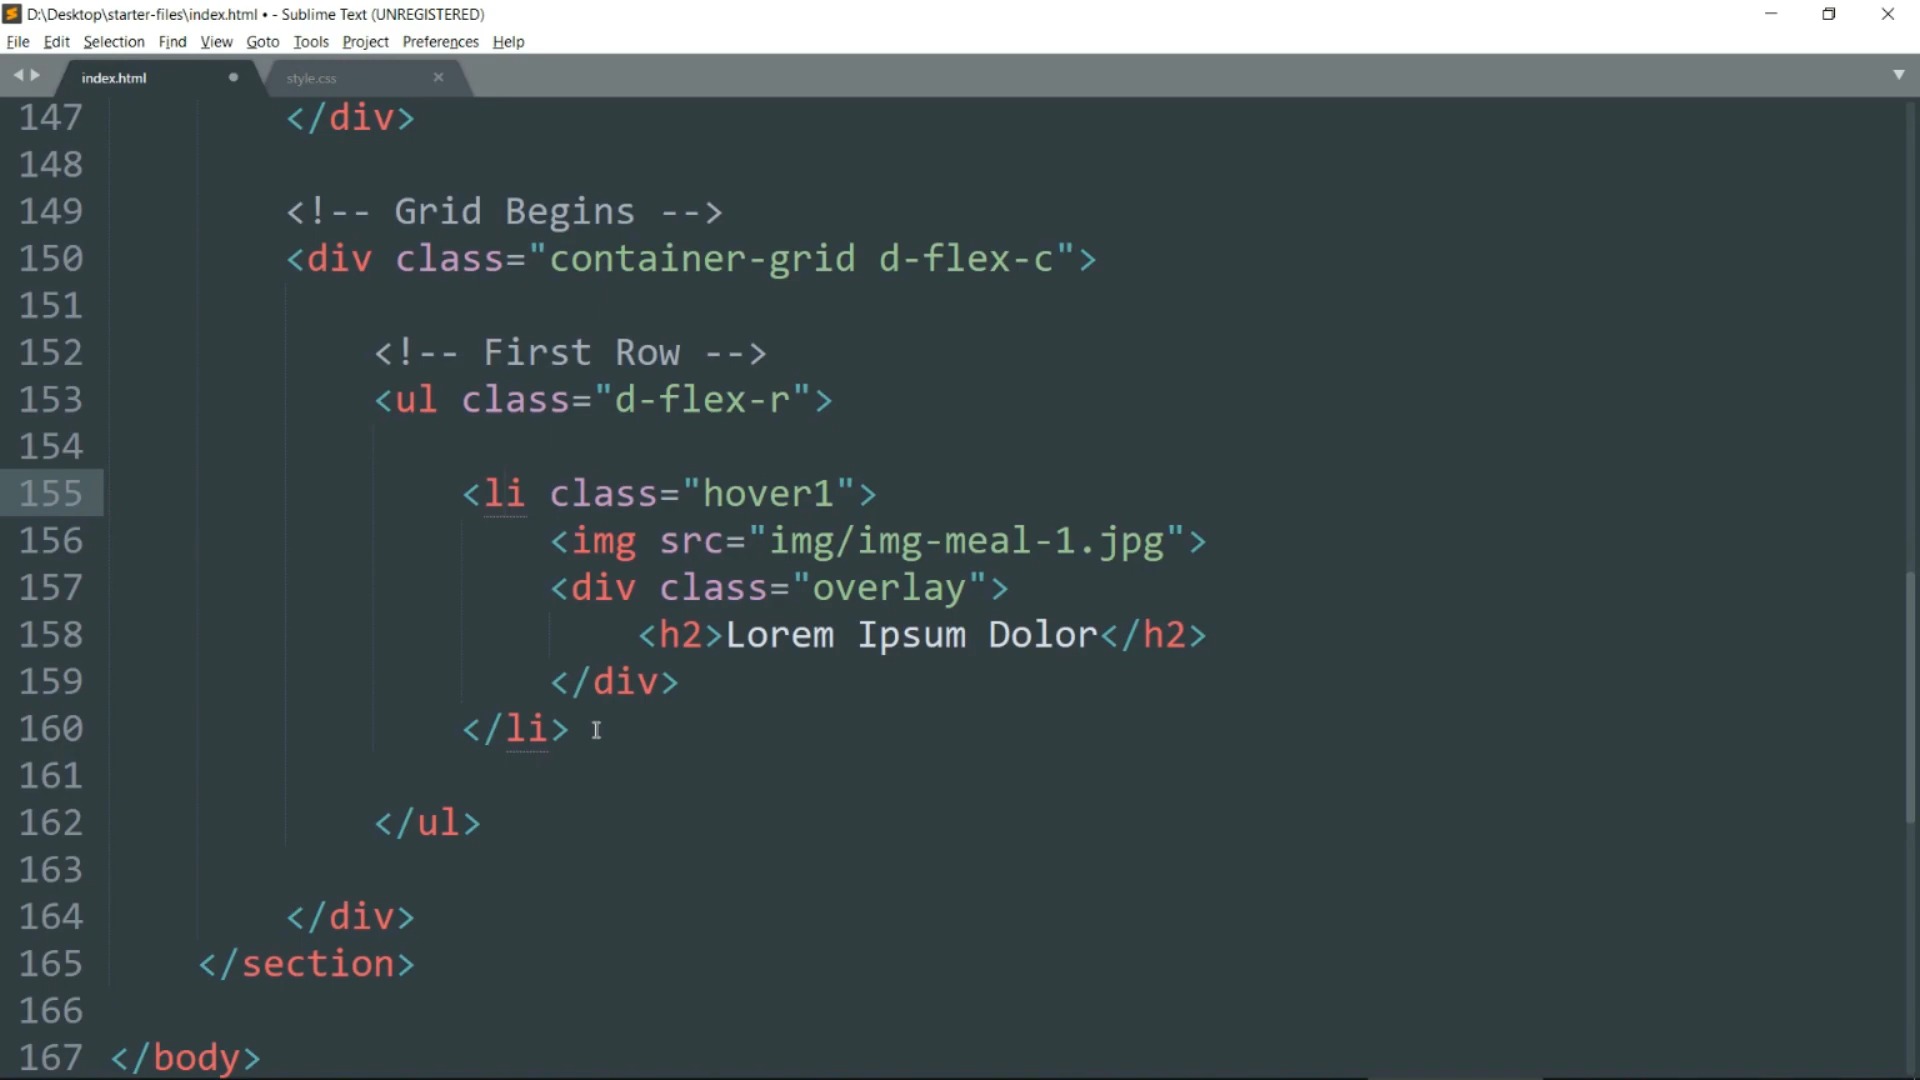 D:\Desktop\starter-files\index.html • - Sublime Text (UNREGISTERED)
File Edit Selection Find View Goto Tools Project Preferences Help
index.html style.css
147 </div>
148
149 <!-- Grid Begins -->
150 <div class="container-grid d-flex-c">
151
152 <!-- First Row -->
153 <ul class="d-flex-r">
154
155 <li class="hover1">
156 <img src="img/img-meal-1.jpg">
157 <div class="overlay">
158 <h2>Lorem Ipsum Dolor</h2>
159 </div>
160 </li>
161
162 </ul>
163
164 </div>
165 </section>
166
167 </body>